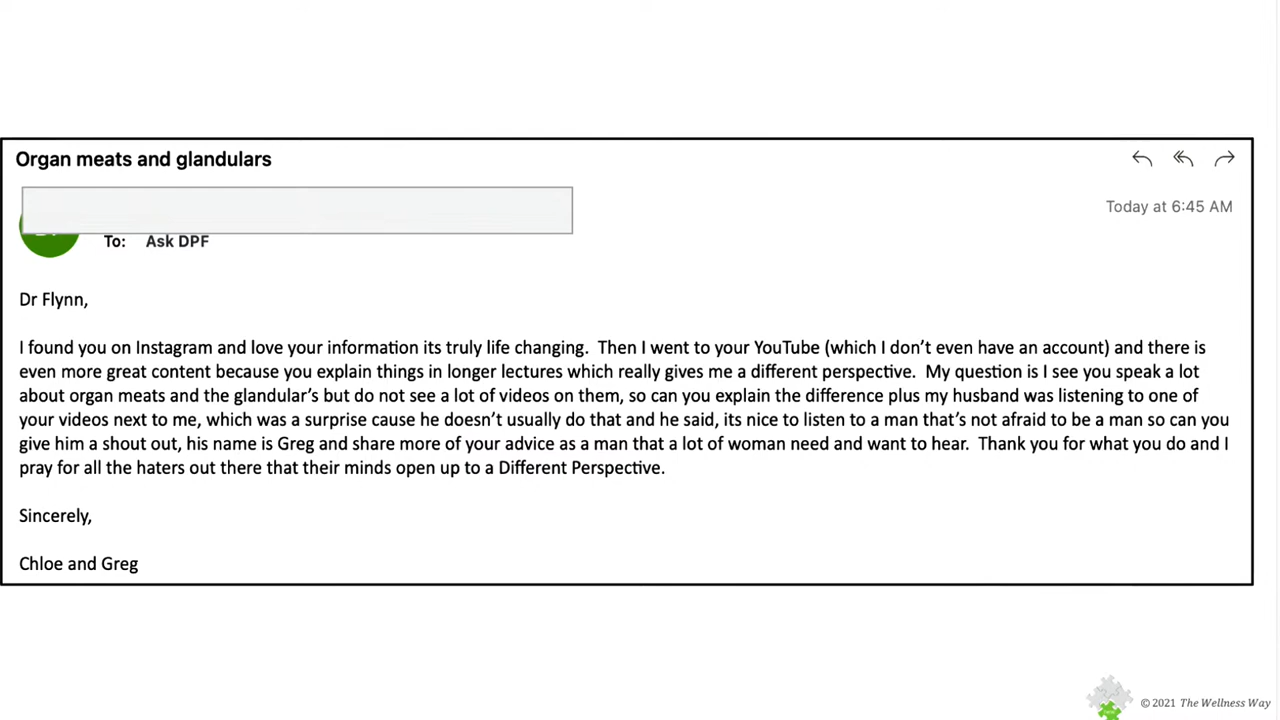 Organ meats and glandulars
Today at 6:45 AM
To: Ask DPF
Dr Flynn,
I found you on Instagram and love your information its truly life changing.  Then I went to your YouTube (which I don’t even have an account) and there is
even more great content because you explain things in longer lectures which really gives me a different perspective.  My question is I see you speak a lot
about organ meats and the glandular’s but do not see a lot of videos on them, so can you explain the difference plus my husband was listening to one of
your videos next to me, which was a surprise cause he doesn’t usually do that and he said, its nice to listen to a man that’s not afraid to be a man so can you
give him a shout out, his name is Greg and share more of your advice as a man that a lot of woman need and want to hear.  Thank you for what you do and I
pray for all the haters out there that their minds open up to a Different Perspective.
Sincerely,
Chloe and Greg
© 2021 The Wellness Way